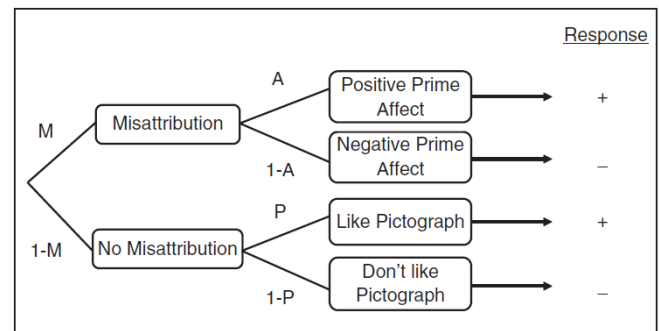 Response
A
Positive Prime
Affect
+
M
Misattribution
Negative Prime
Affect
–
1-A
P
Like Pictograph
+
1-M
No Misattribution
Don't like
Pictograph
–
1-P